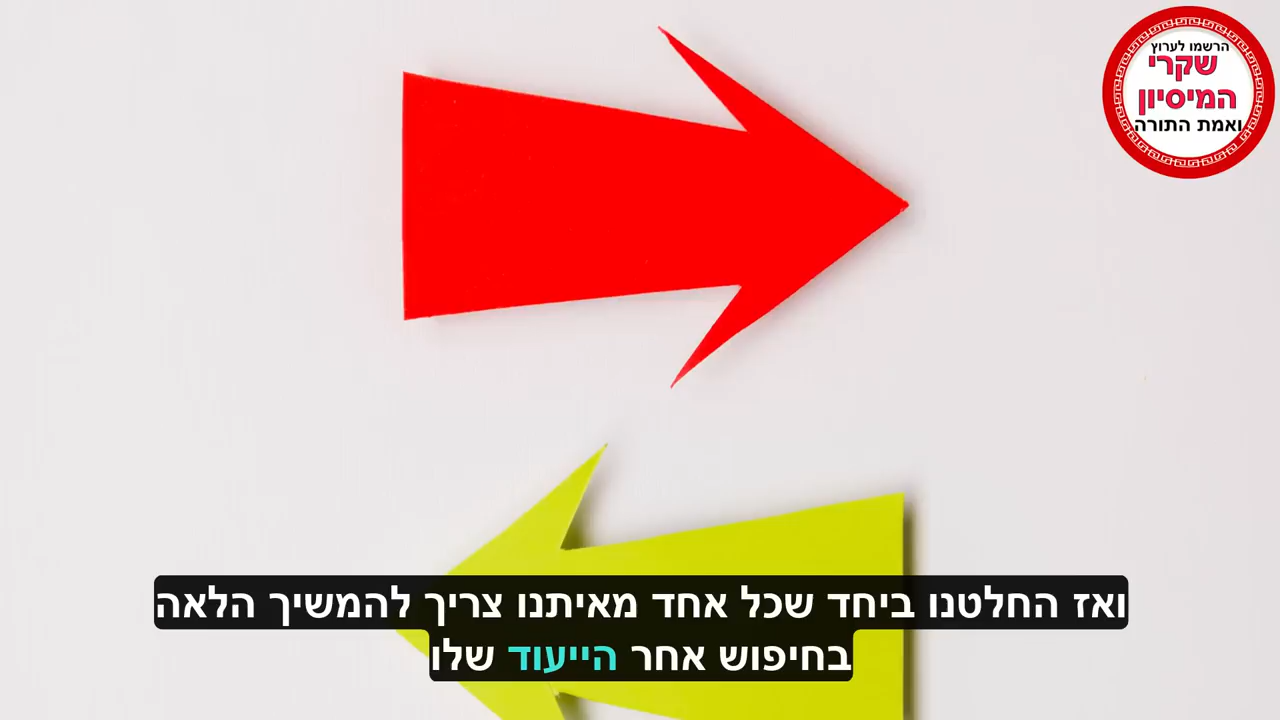 הרשמו לערוץ
שקרי
המיסיון
ואמת התורה
ואז החלטנו ביחד שכל אחד מאיתנו צריך להמשיך הלאה
בחיפוש אחר הייעוד שלו